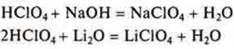 HClO₄ + NaOH = NaClO₄ + H₂O
2HClO₄ + Li₂O = LiClO₄ + H₂O